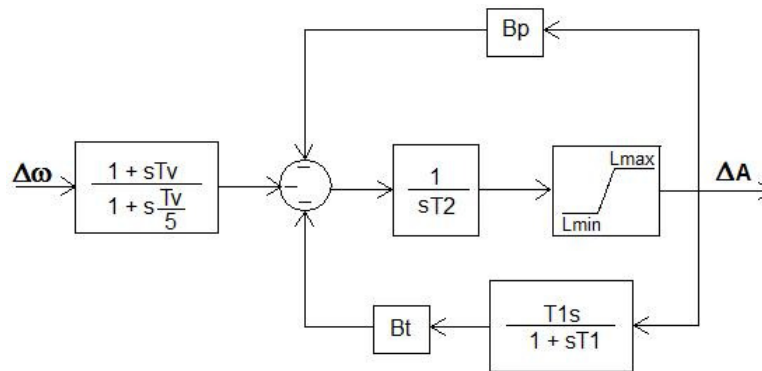 Bp
Δω
1 + sTv
1 + s Tv/5
−
−
−
1
sT2
Lmax
Lmin
ΔA
Bt
T1s
1 + sT1